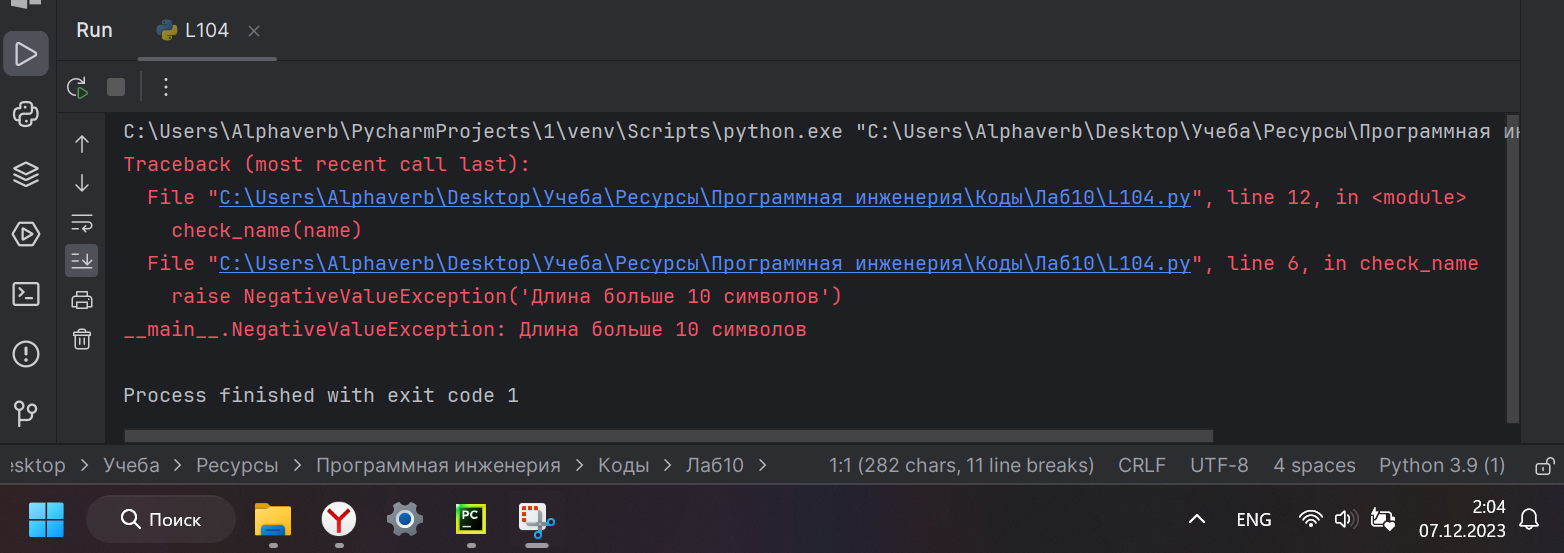 Run
L104
C:\Users\Alphaverb\PycharmProjects\1\venv\Scripts\python.exe "C:\Users\Alphaverb\Desktop\Учеба\Ресурсы\Программная
Traceback (most recent call last):
File "C:\Users\Alphaverb\Desktop\Учеба\Ресурсы\Программная инженерия\Коды\Лаб10\L104.py", line 12, in <module>
check_name(name)
File "C:\Users\Alphaverb\Desktop\Учеба\Ресурсы\Программная инженерия\Коды\Лаб10\L104.py", line 6, in check_name
raise NegativeValueException('Длина больше 10 символов')
__main__.NegativeValueException: Длина больше 10 символов
Process finished with exit code 1
esktop > Учеба > Ресурсы > Программная инженерия > Коды > Лаб10 > 1:1 (282 chars, 11 line breaks) CRLF UTF-8 4 spaces Python 3.9 (1)
Поиск
PC
ENG
2:04
07.12.2023